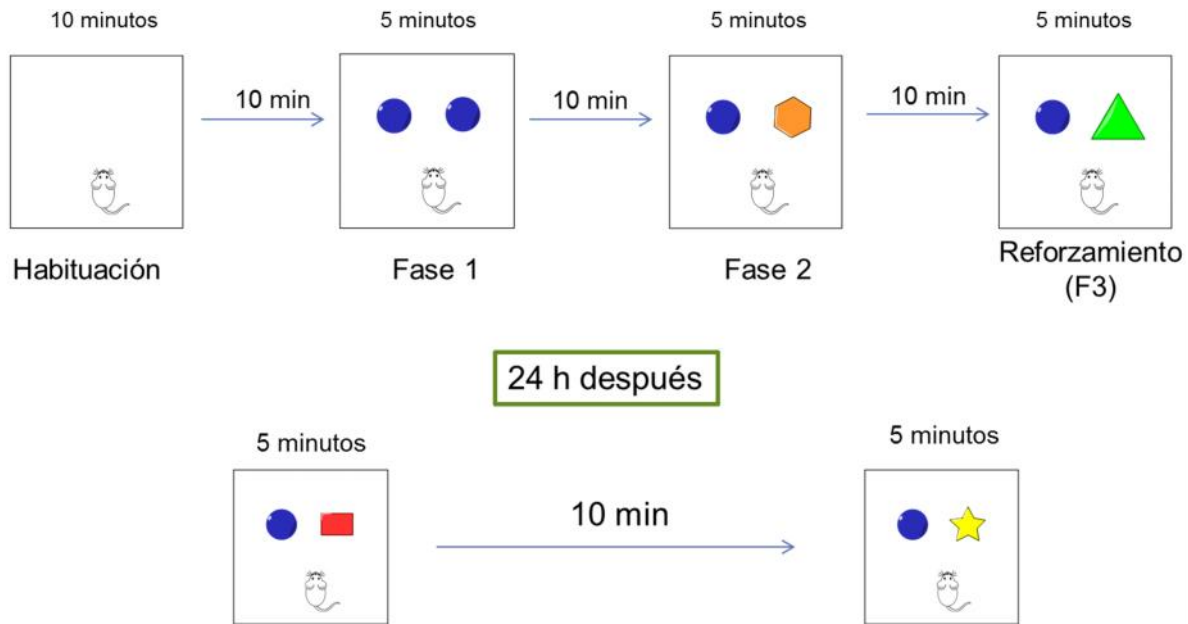 10 minutos
5 minutos
5 minutos
5 minutos
10 min
10 min
10 min
Habituación
Fase 1
Fase 2
Reforzamiento
(F3)
24 h después
5 minutos
5 minutos
10 min